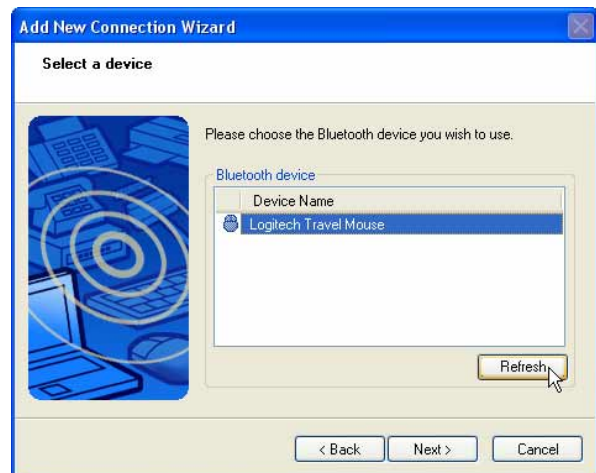 Add New Connection Wizard
Select a device
Please choose the Bluetooth device you wish to use.
Bluetooth device
Device Name
Logitech Travel Mouse
Refresh
< Back
Next >
Cancel